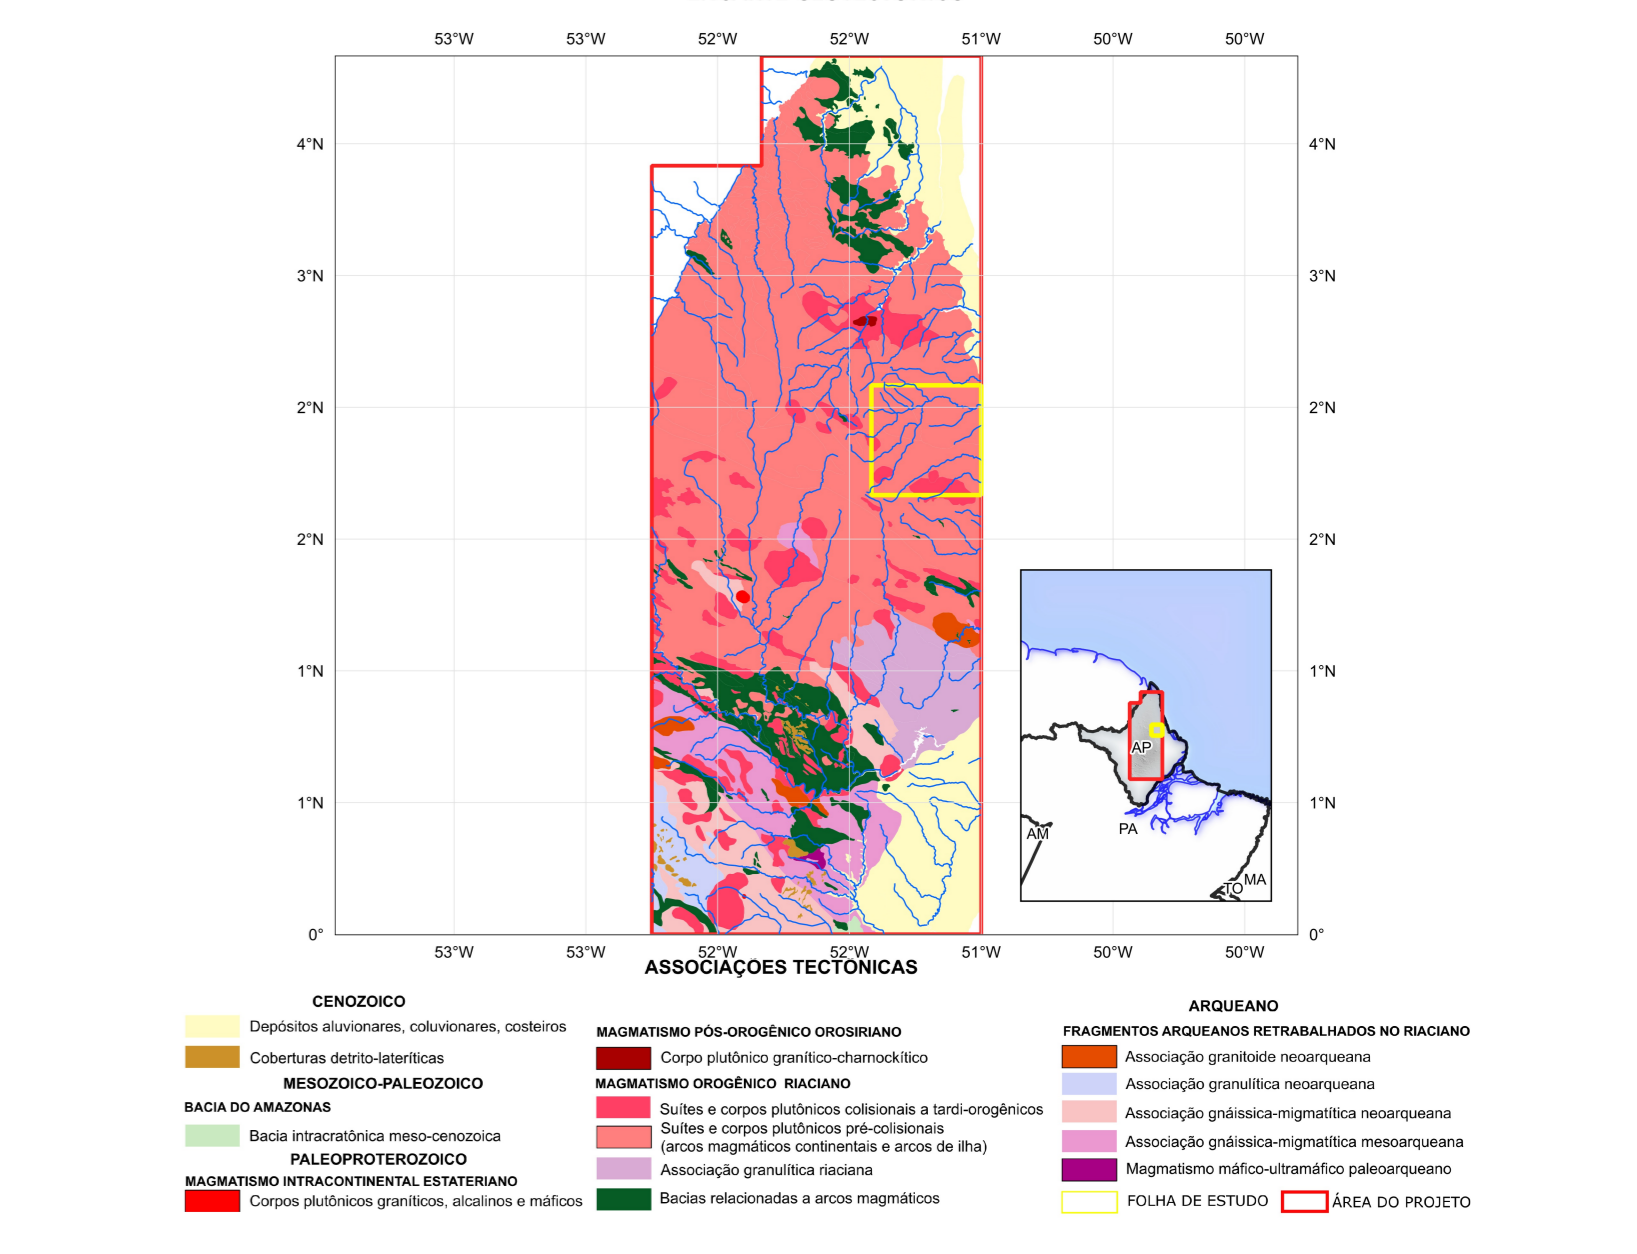 53°W 53°W 52°W 52°W 51°W 50°W 50°W
4°N 4°N
3°N 3°N
2°N 2°N
2°N 2°N
1°N 1°N
1°N 1°N
0° 0°
AP
AM
PA
TO
MA
53°W 53°W 52°W 52°W 51°W 50°W 50°W
ASSOCIAÇÕES TECTÔNICAS
CENOZOICO
Depósitos aluvionares, coluvionares, costeiros
Coberturas detrito-lateríticas
MESOZOICO-PALEOZOICO
BACIA DO AMAZONAS
Bacia intracratônica meso-cenozoica
PALEOPROTEROZOICO
MAGMATISMO INTRACONTINENTAL ESTATERIANO
Corpos plutônicos graníticos, alcalinos e máficos
MAGMATISMO PÓS-OROGÊNICO OROSIRIANO
Corpo plutônico granítico-charnockítico
MAGMATISMO OROGÊNICO RIACIANO
Suítes e corpos plutônicos colisionais a tardi-orogênicos
Suítes e corpos plutônicos pré-colisionais
(arcos magmáticos continentais e arcos de ilha)
Associação granulítica riaciana
Bacias relacionadas a arcos magmáticos
ARQUEANO
FRAGMENTOS ARQUEANOS RETRABALHADOS NO RIACIANO
Associação granitoide neoarqueana
Associação granulítica neoarqueana
Associação gnáissica-migmatítica neoarqueana
Associação gnáissica-migmatítica mesoarqueana
Magmatismo máfico-ultramáfico paleoarqueano
FOLHA DE ESTUDO
ÁREA DO PROJETO